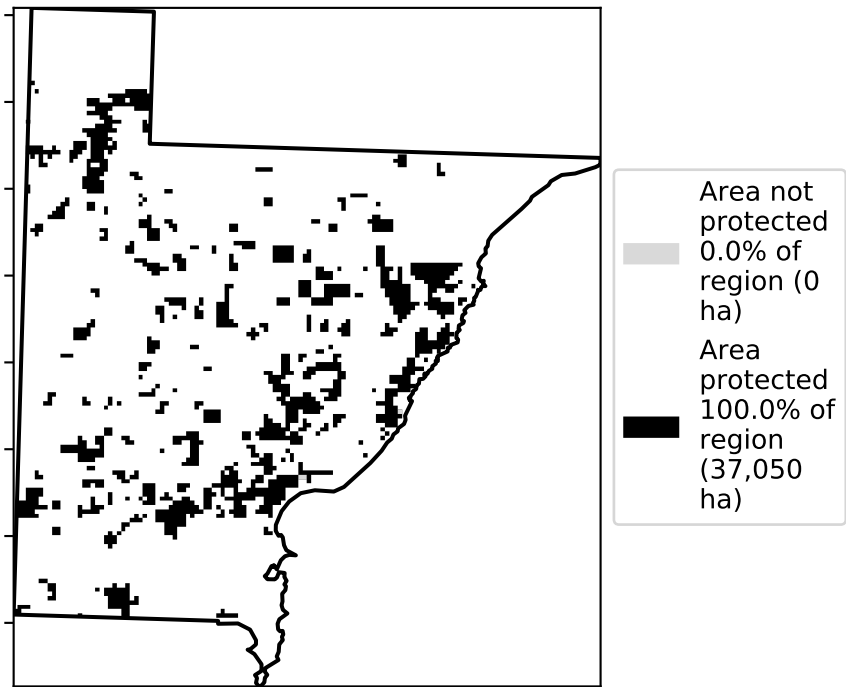 Area not
protected
0.0% of
region (0
ha)
Area
protected
100.0% of
region
(37,050
ha)